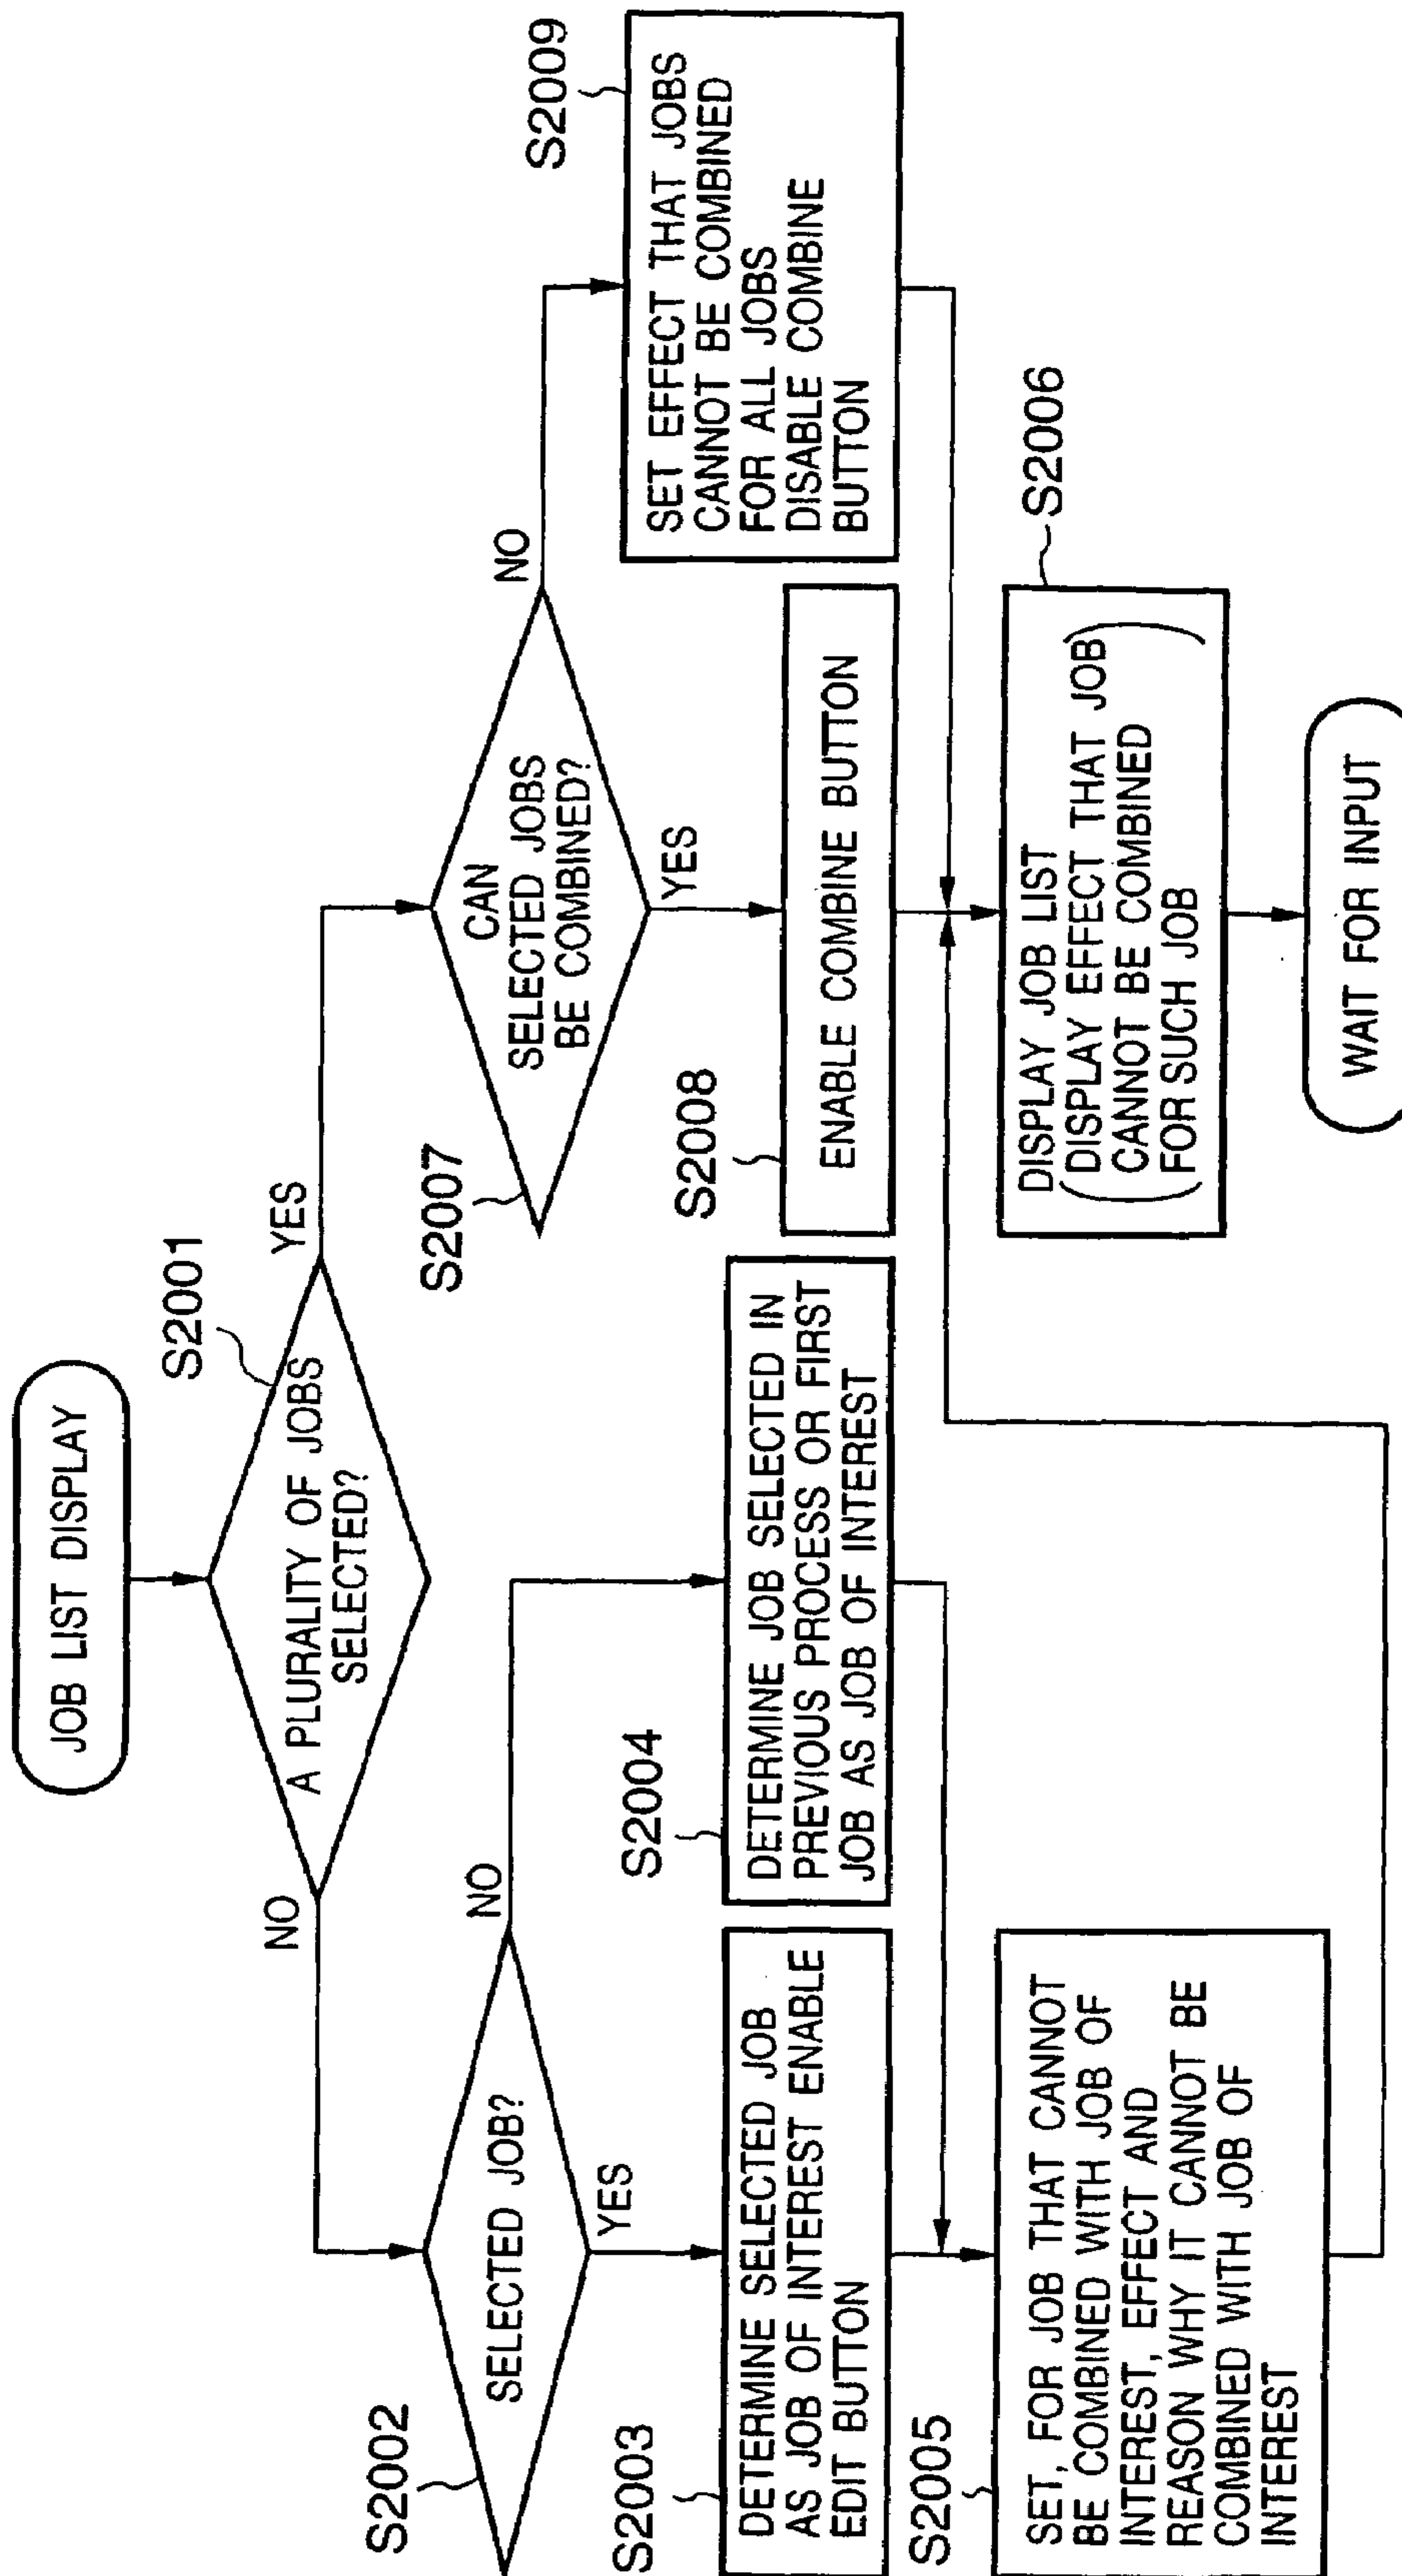 JOB LIST DISPLAY
S2001
A PLURALITY OF JOBS
SELECTED?
NO
YES
S2002
SELECTED JOB?
NO
YES
S2003
DETERMINE SELECTED JOB
AS JOB OF INTEREST ENABLE
EDIT BUTTON
S2004
DETERMINE JOB SELECTED IN
PREVIOUS PROCESS OR FIRST
JOB AS JOB OF INTEREST
S2005
SET, FOR JOB THAT CANNOT
BE COMBINED WITH JOB OF
INTEREST, EFFECT AND
REASON WHY IT CANNOT BE
COMBINED WITH JOB OF
INTEREST
S2007
CAN
SELECTED JOBS
BE COMBINED?
NO
YES
S2008
ENABLE COMBINE BUTTON
S2009
SET EFFECT THAT JOBS
CANNOT BE COMBINED
FOR ALL JOBS
DISABLE COMBINE
BUTTON
S2006
DISPLAY JOB LIST
(DISPLAY EFFECT THAT JOB
CANNOT BE COMBINED
FOR SUCH JOB)
WAIT FOR INPUT